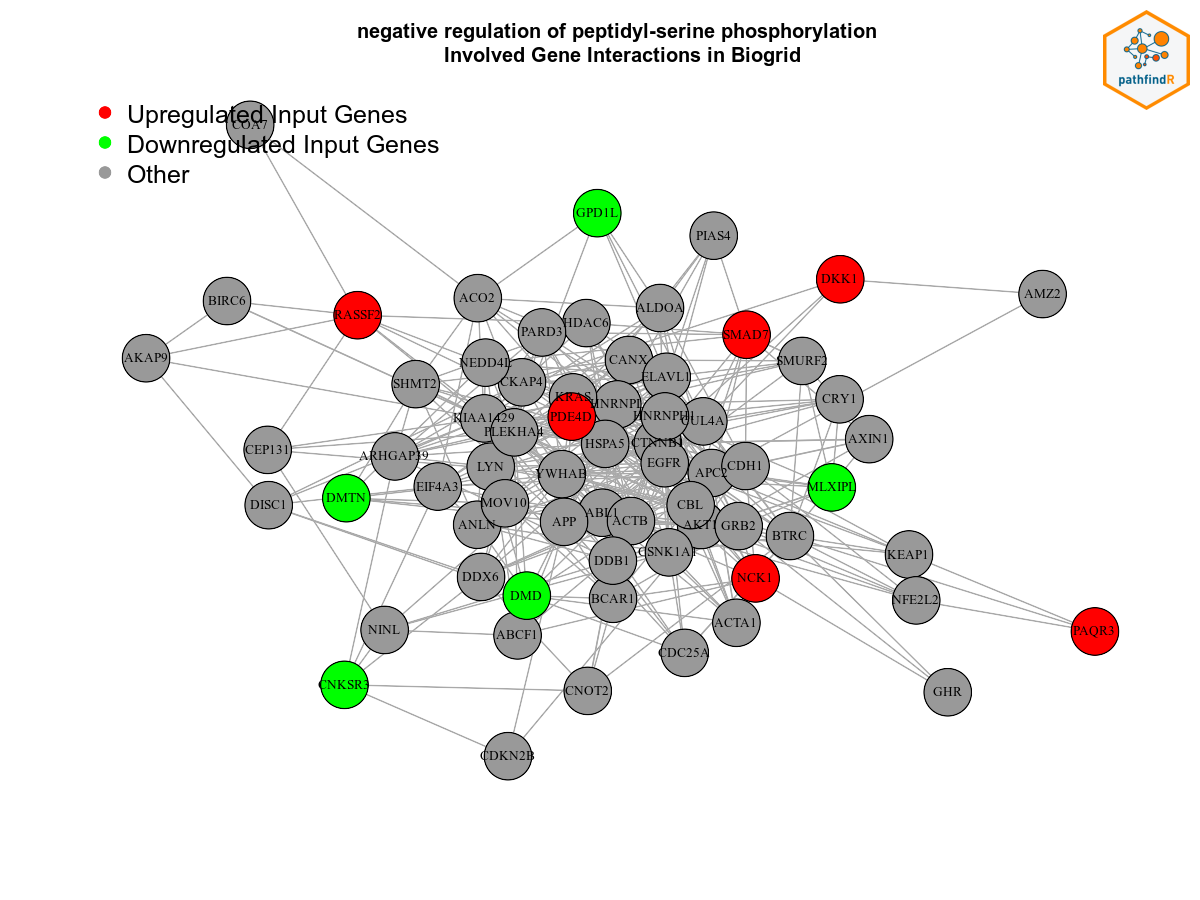 negative regulation of peptidyl-serine phosphorylation
Involved Gene Interactions in Biogrid
pathfindR
Upregulated Input Genes
COA7
Downregulated Input Genes
Other
GPD1L
PIAS4
DKK1
AMZ2
BIRC6
ACO2
ALDOA
RASSF2
HDAC6
PARD3
SMAD7
AKAP9
NEDD4L
CANX
SMURF2
ELAVL1
SHMT2
CKAP4
KRAS
CRY1
HNRNPL
PDE4D
HNRNPH1
KIAA1429
CUL4A
PLEKHA4
AXIN1
HSPA5
CTNNB1
CEP131
ARHGAP39
EGFR
LYN
CDH1
YWHAB
APC2
EIF4A3
MLXIPL
DMTN
DISC1
MOV10
CBL
ABL1
APP
ACTB
ANLN
AKT1
GRB2
BTRC
CSNK1A1
KEAP1
DDB1
DDX6
NCK1
DMD
BCAR1
NFE2L2
ACTA1
NINL
ABCF1
PAQR3
CDC25A
CNKSR3
CNOT2
GHR
CDKN2B